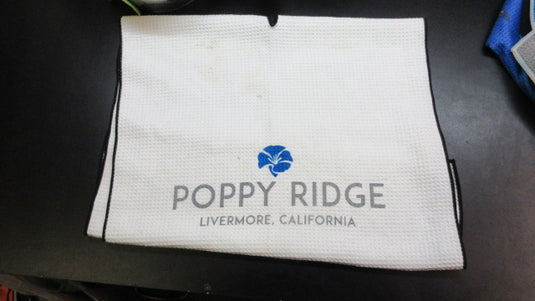 POPPY RIDGE
LIVERMORE, CALIFORNIA